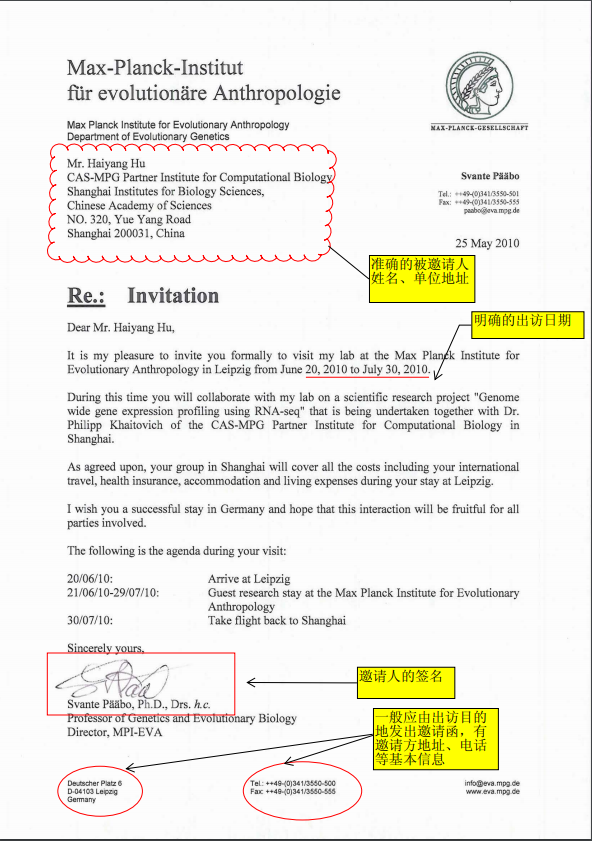 Max-Planck-Institut
für evolutionäre Anthropologie
MAX-PLANCK-GESELLSCHAFT
Max Planck Institute for Evolutionary Anthropology
Department of Evolutionary Genetics
Mr. Haiyang Hu
CAS-MPG Partner Institute for Computational Biology
Shanghai Institutes for Biology Sciences,
Chinese Academy of Sciences
NO. 320, Yue Yang Road
Shanghai 200031, China
Svante Pääbo
Tel.: ++49-(0)341/3550-501
Fax: ++49-(0)341/3550-555
paabo@eva.mpg.de
25 May 2010
准确的被邀请人
姓名、单位地址
Re.: Invitation
明确的出访日期
Dear Mr. Haiyang Hu,
It is my pleasure to invite you formally to visit my lab at the Max Planck Institute for
Evolutionary Anthropology in Leipzig from June 20, 2010 to July 30, 2010.
During this time you will collaborate with my lab on a scientific research project "Genome
wide gene expression profiling using RNA-seq" that is being undertaken together with Dr.
Philipp Khaitovich of the CAS-MPG Partner Institute for Computational Biology in
Shanghai.
As agreed upon, your group in Shanghai will cover all the costs including your international
travel, health insurance, accommodation and living expenses during your stay at Leipzig.
I wish you a successful stay in Germany and hope that this interaction will be fruitful for all
parties involved.
The following is the agenda during your visit:
20/06/10: Arrive at Leipzig
21/06/10-29/07/10: Guest research stay at the Max Planck Institute for Evolutionary
Anthropology
30/07/10: Take flight back to Shanghai
Sincerely yours,
邀请人的签名
Svante Pääbo, Ph.D., Drs. h.c.
Professor of Genetics and Evolutionary Biology
Director, MPI-EVA
一般应由出访目的
地发出邀请函，有
邀请方地址、电话
等基本信息
Deutscher Platz 6
D-04103 Leipzig
Germany
Tel.: ++49-(0)341/3550-500
Fax: ++49-(0)341/3550-555
info@eva.mpg.de
www.eva.mpg.de